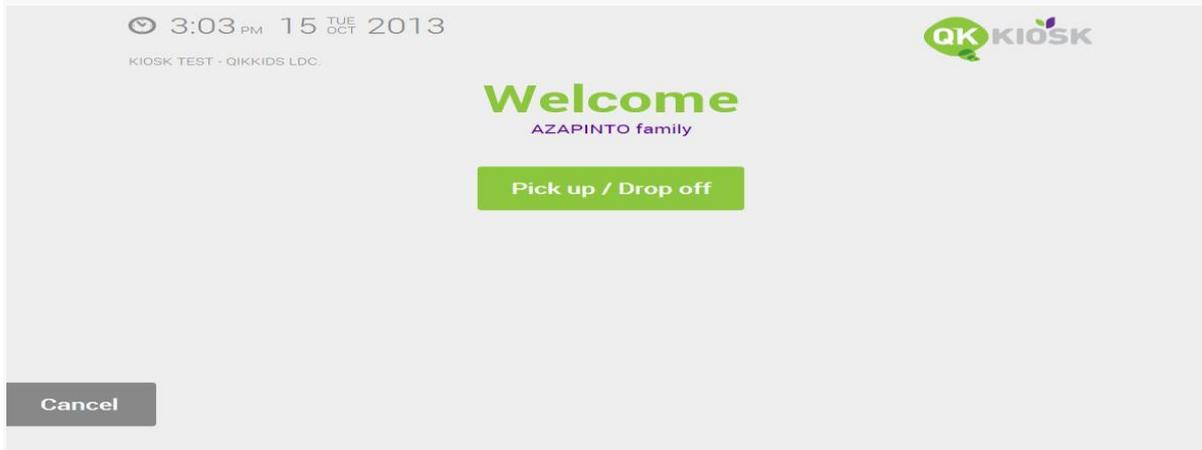 3:03 PM 15 TUE OCT 2013
QK KIOSK
KIOSK TEST - QIKKIDS LDC.
Welcome
AZAPINTO family
Pick up / Drop off
Cancel